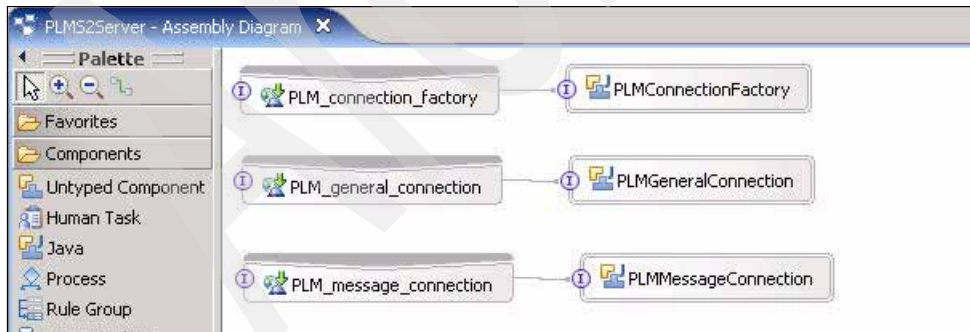 PLMS2Server - Assembly Diagram
Palette
Favorites
Components
Untyped Component
Human Task
Java
Process
Rule Group
I PLM_connection_factory I PLMConnectionFactory
I PLM_general_connection I PLMGeneralConnection
I PLM_message_connection I PLMMessageConnection